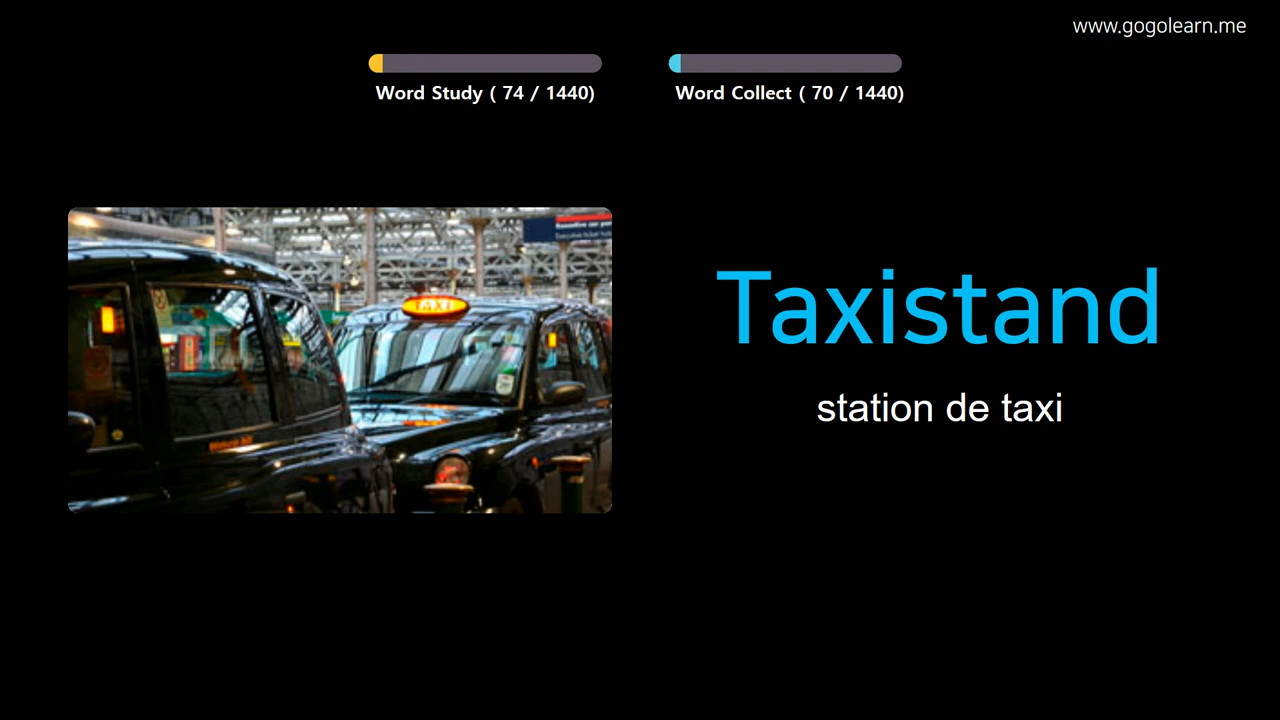 www.gogolearn.me
Word Study ( 74 / 1440)
Word Collect ( 70 / 1440)
TAXI
Taxistand
station de taxi